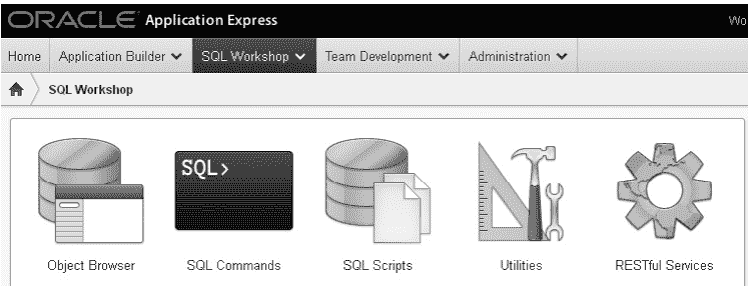 ORACLE Application Express
Wo
Home Application Builder SQL Workshop Team Development Administration
SQL Workshop
SQL>
Object Browser SQL Commands SQL Scripts Utilities RESTful Services